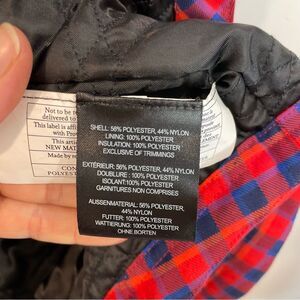 Not to be
delivered to
This label is affi
with Pro
This arti
NEW MAT
Made by
CON
POLYEST
SHELL: 56% POLYESTER, 44% NYLON
LINING: 100% POLYESTER
INSULATION: 100% POLYESTER
EXCLUSIVE OF TRIMMINGS
EXTÉRIEUR: 56% POLYESTER, 44% NYLON
DOUBLURE : 100% POLYESTER
ISOLANT:100% POLYESTER
GARNITURES NON COMPRISES
AUSSENMATERIAL: 56% POLYESTER,
44% NYLON
FUTTER: 100% POLYESTER
WATTIERUNG: 100% POLYESTER
OHNE BORTEN